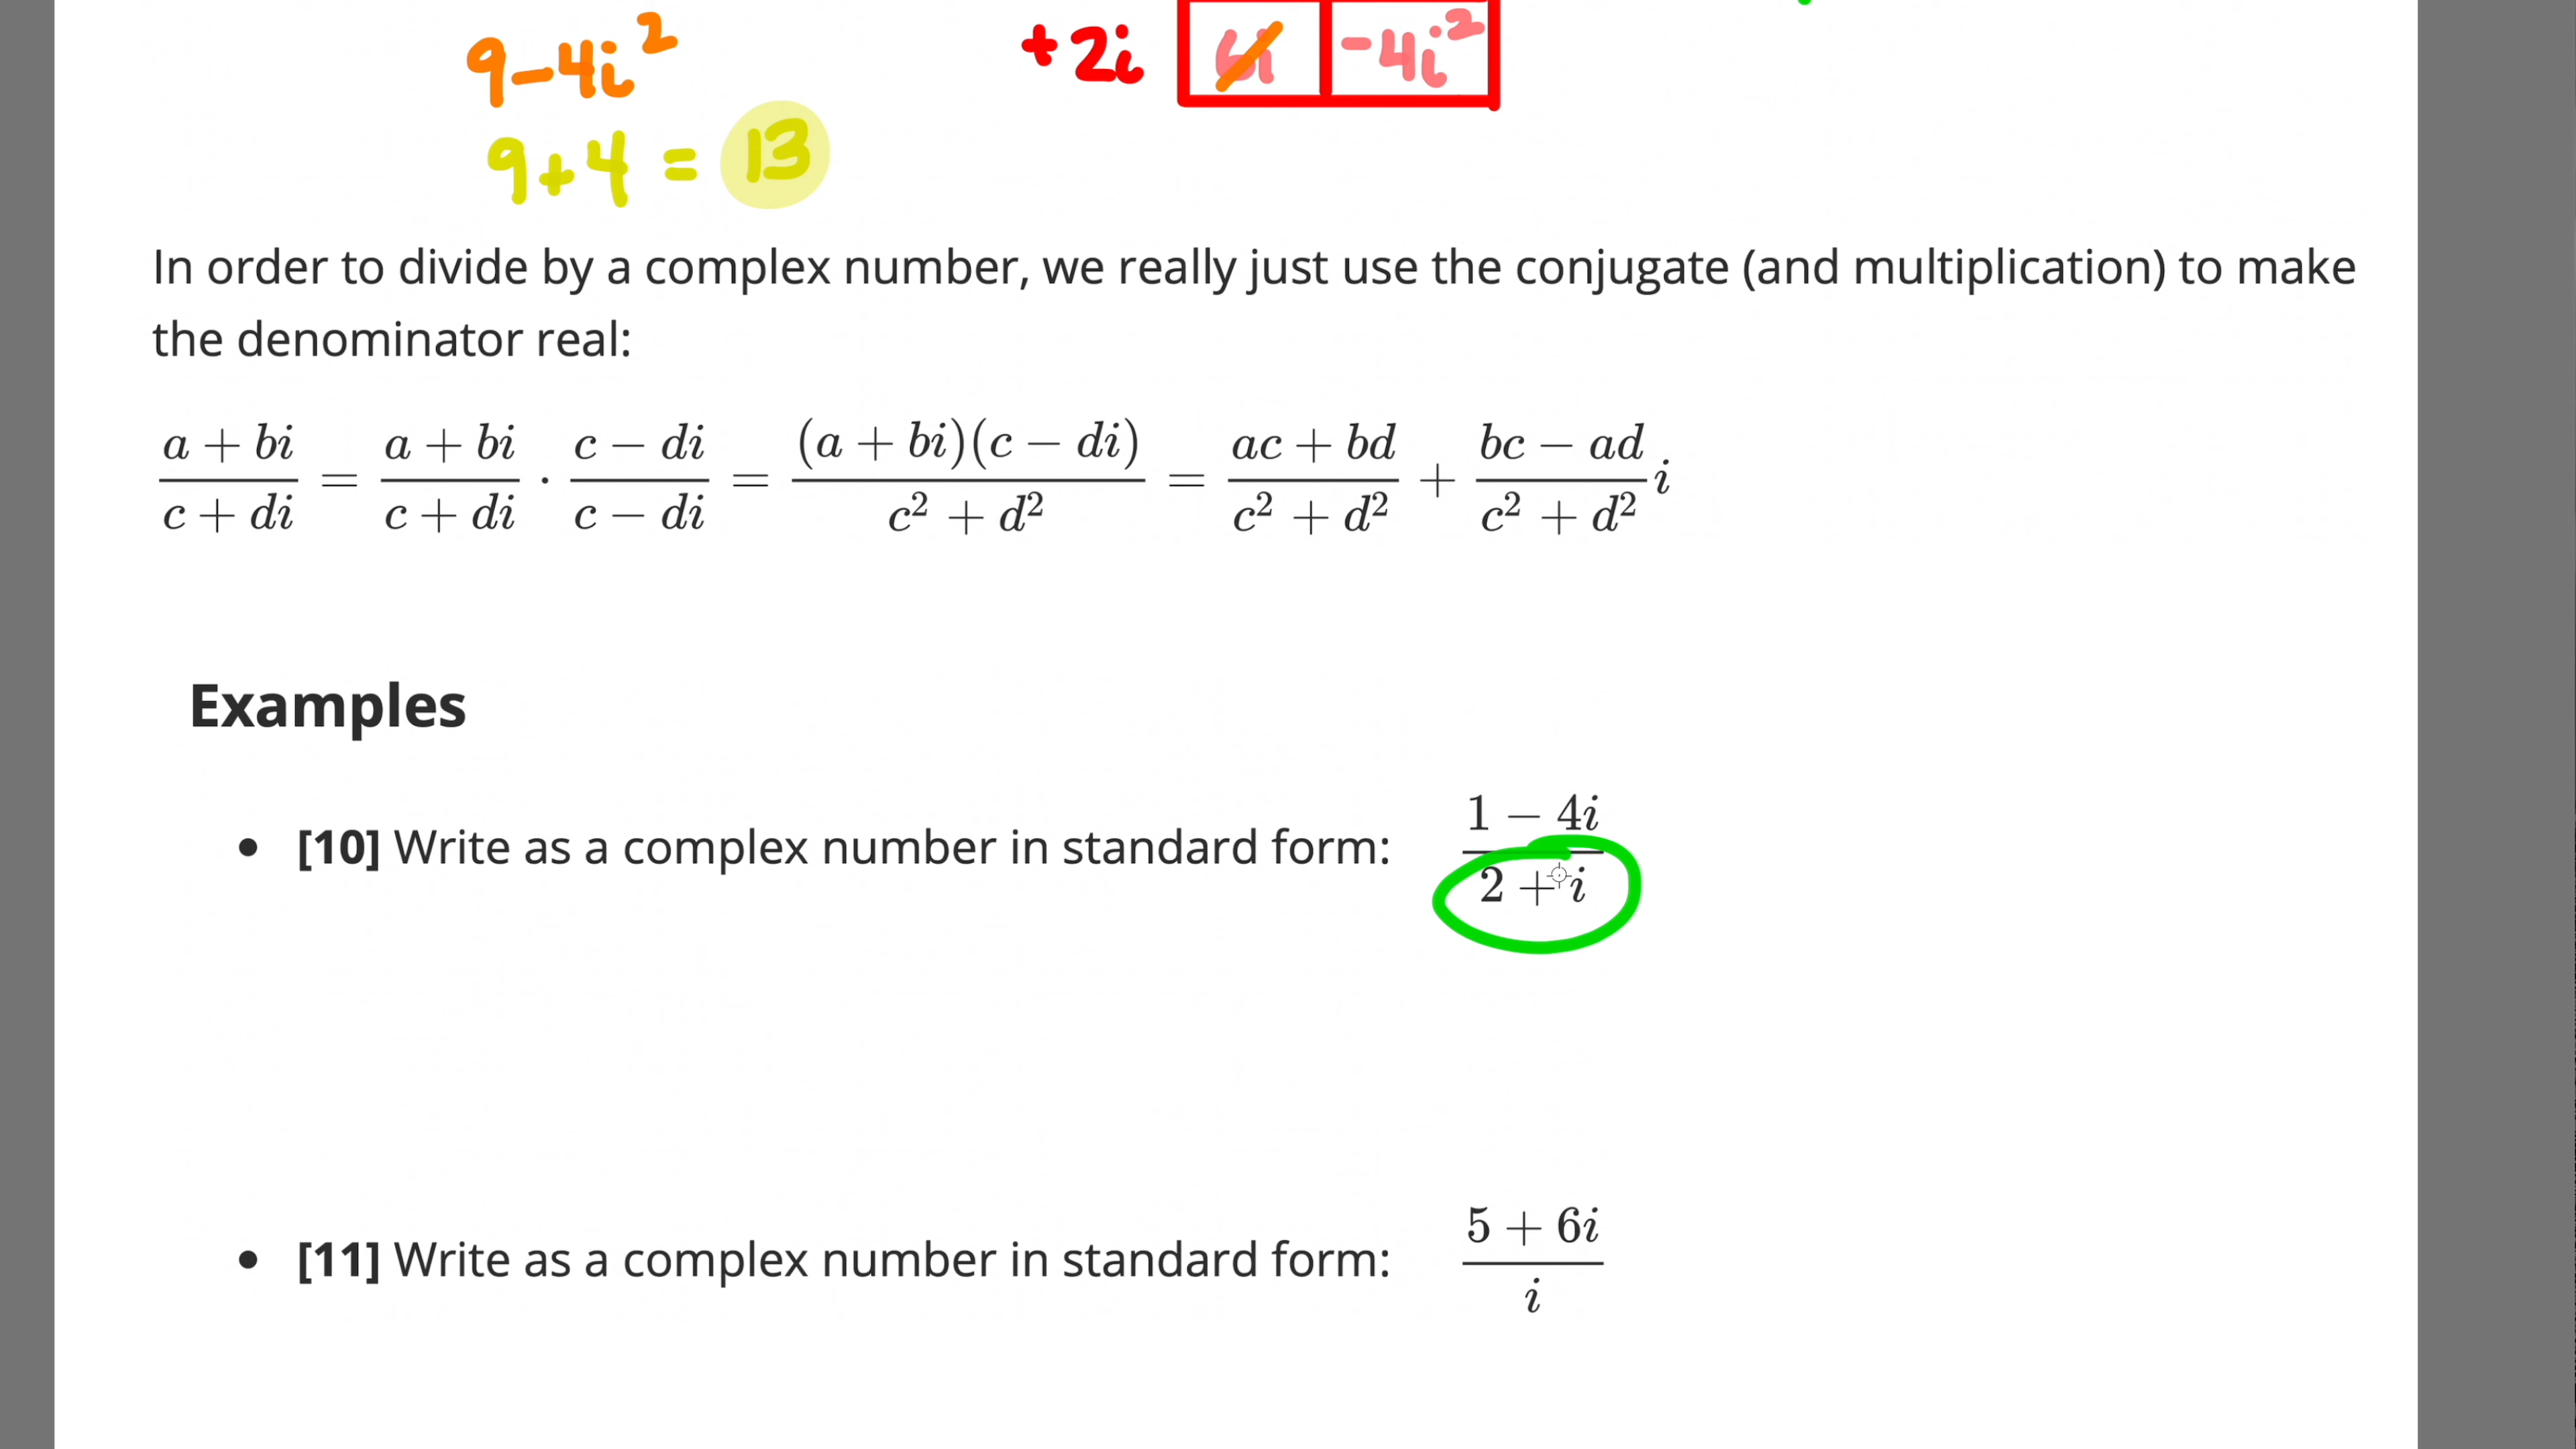 9-4i²
+2i 6i -4i²
9+4 = 13
In order to divide by a complex number, we really just use the conjugate (and multiplication) to make
the denominator real:
(a + bi)/(c + di) = (a + bi)/(c + di) · (c − di)/(c − di) = (a + bi)(c − di)/(c² + d²) = (ac + bd)/(c² + d²) + (bc − ad)/(c² + d²) i
Examples
• [10] Write as a complex number in standard form: (1 − 4i)/(2 + i)
• [11] Write as a complex number in standard form: (5 + 6i)/i